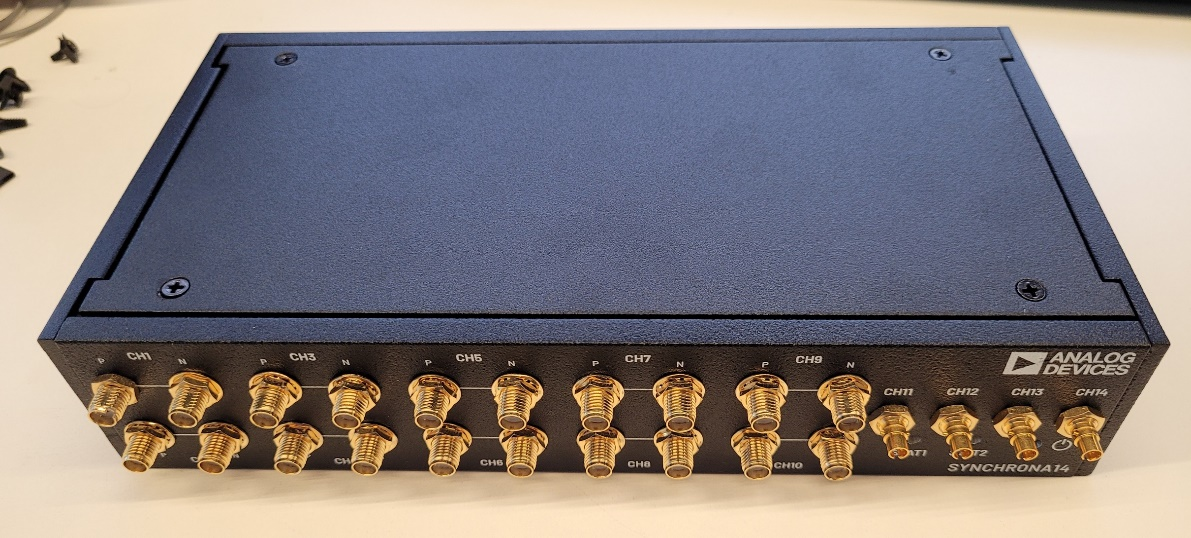 P CH1 N
P CH3 N
P CH5 N
P CH7 N
P CH9 N
ANALOG
DEVICES
CH11
CH12
CH13
CH14
CH6
CH8
CH10
SYNCHRONA14